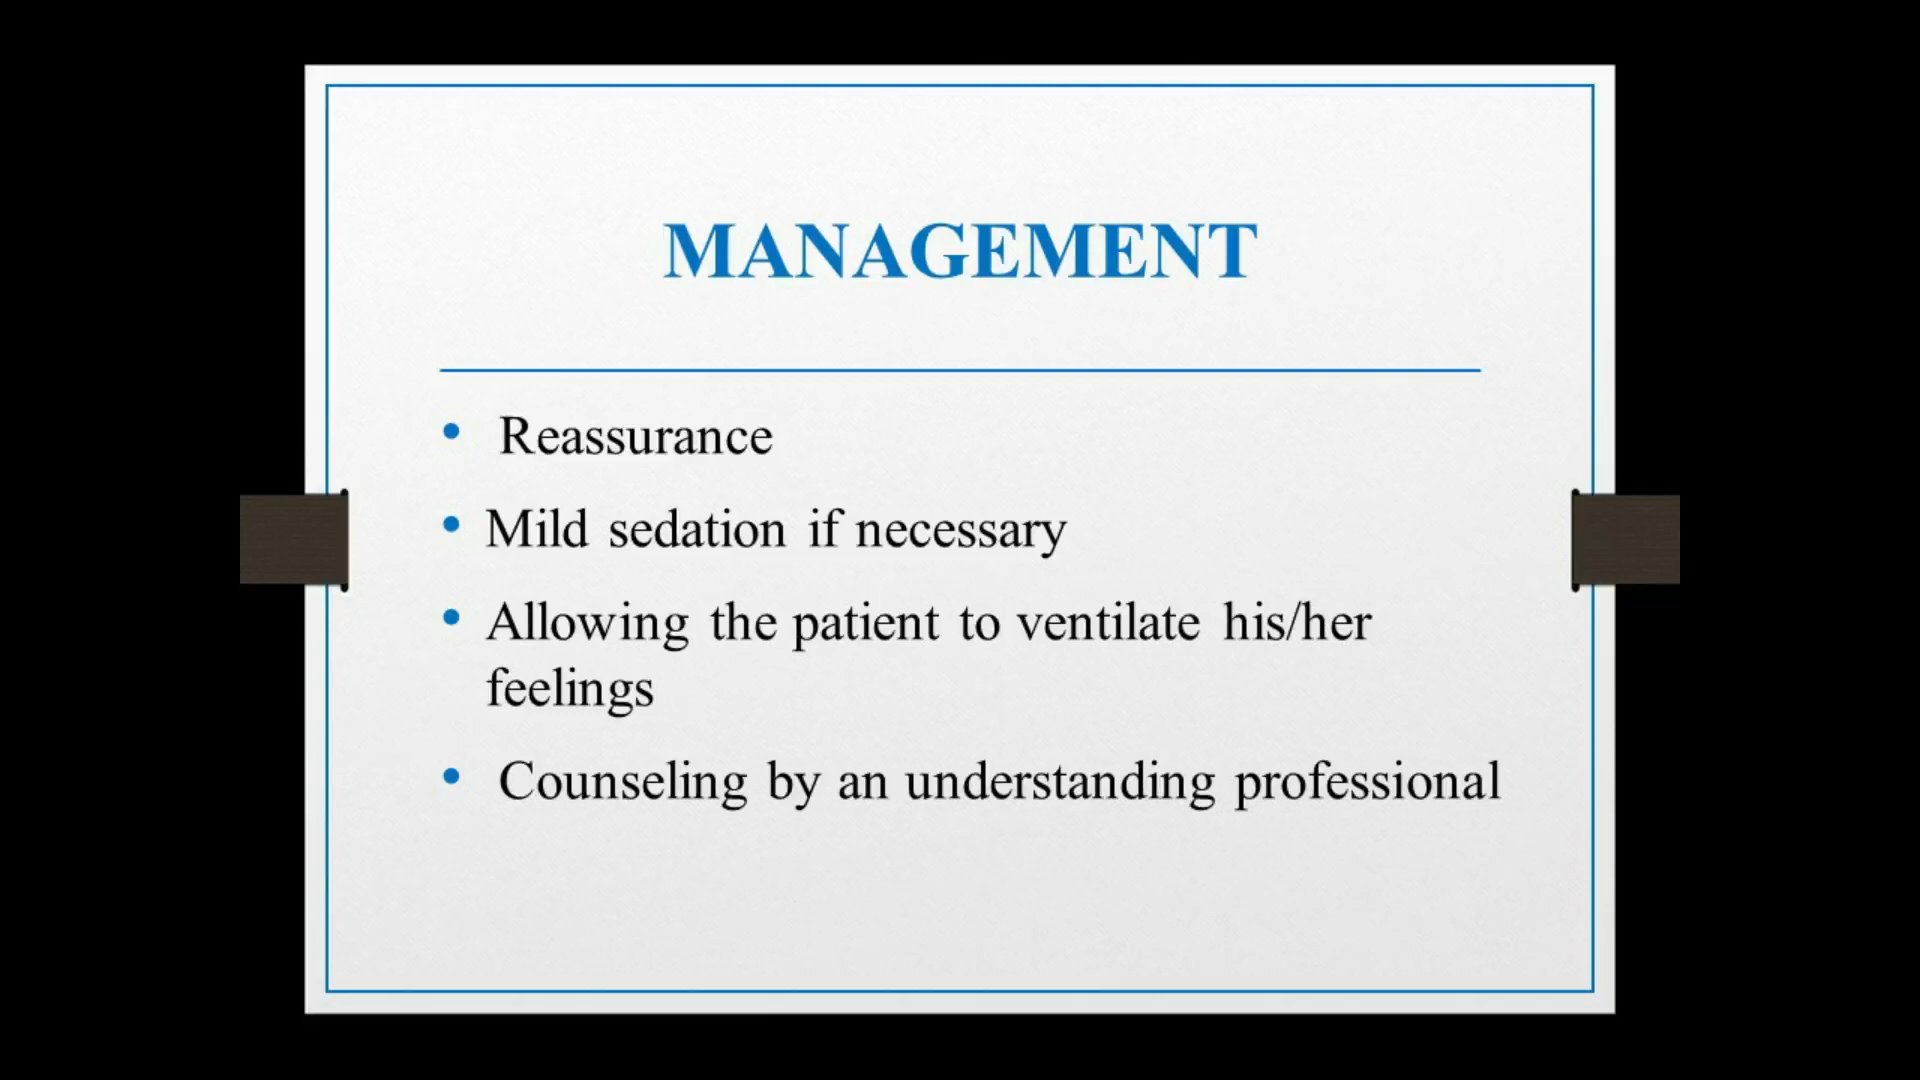 MANAGEMENT
• Reassurance
• Mild sedation if necessary
• Allowing the patient to ventilate his/her
feelings
• Counseling by an understanding professional